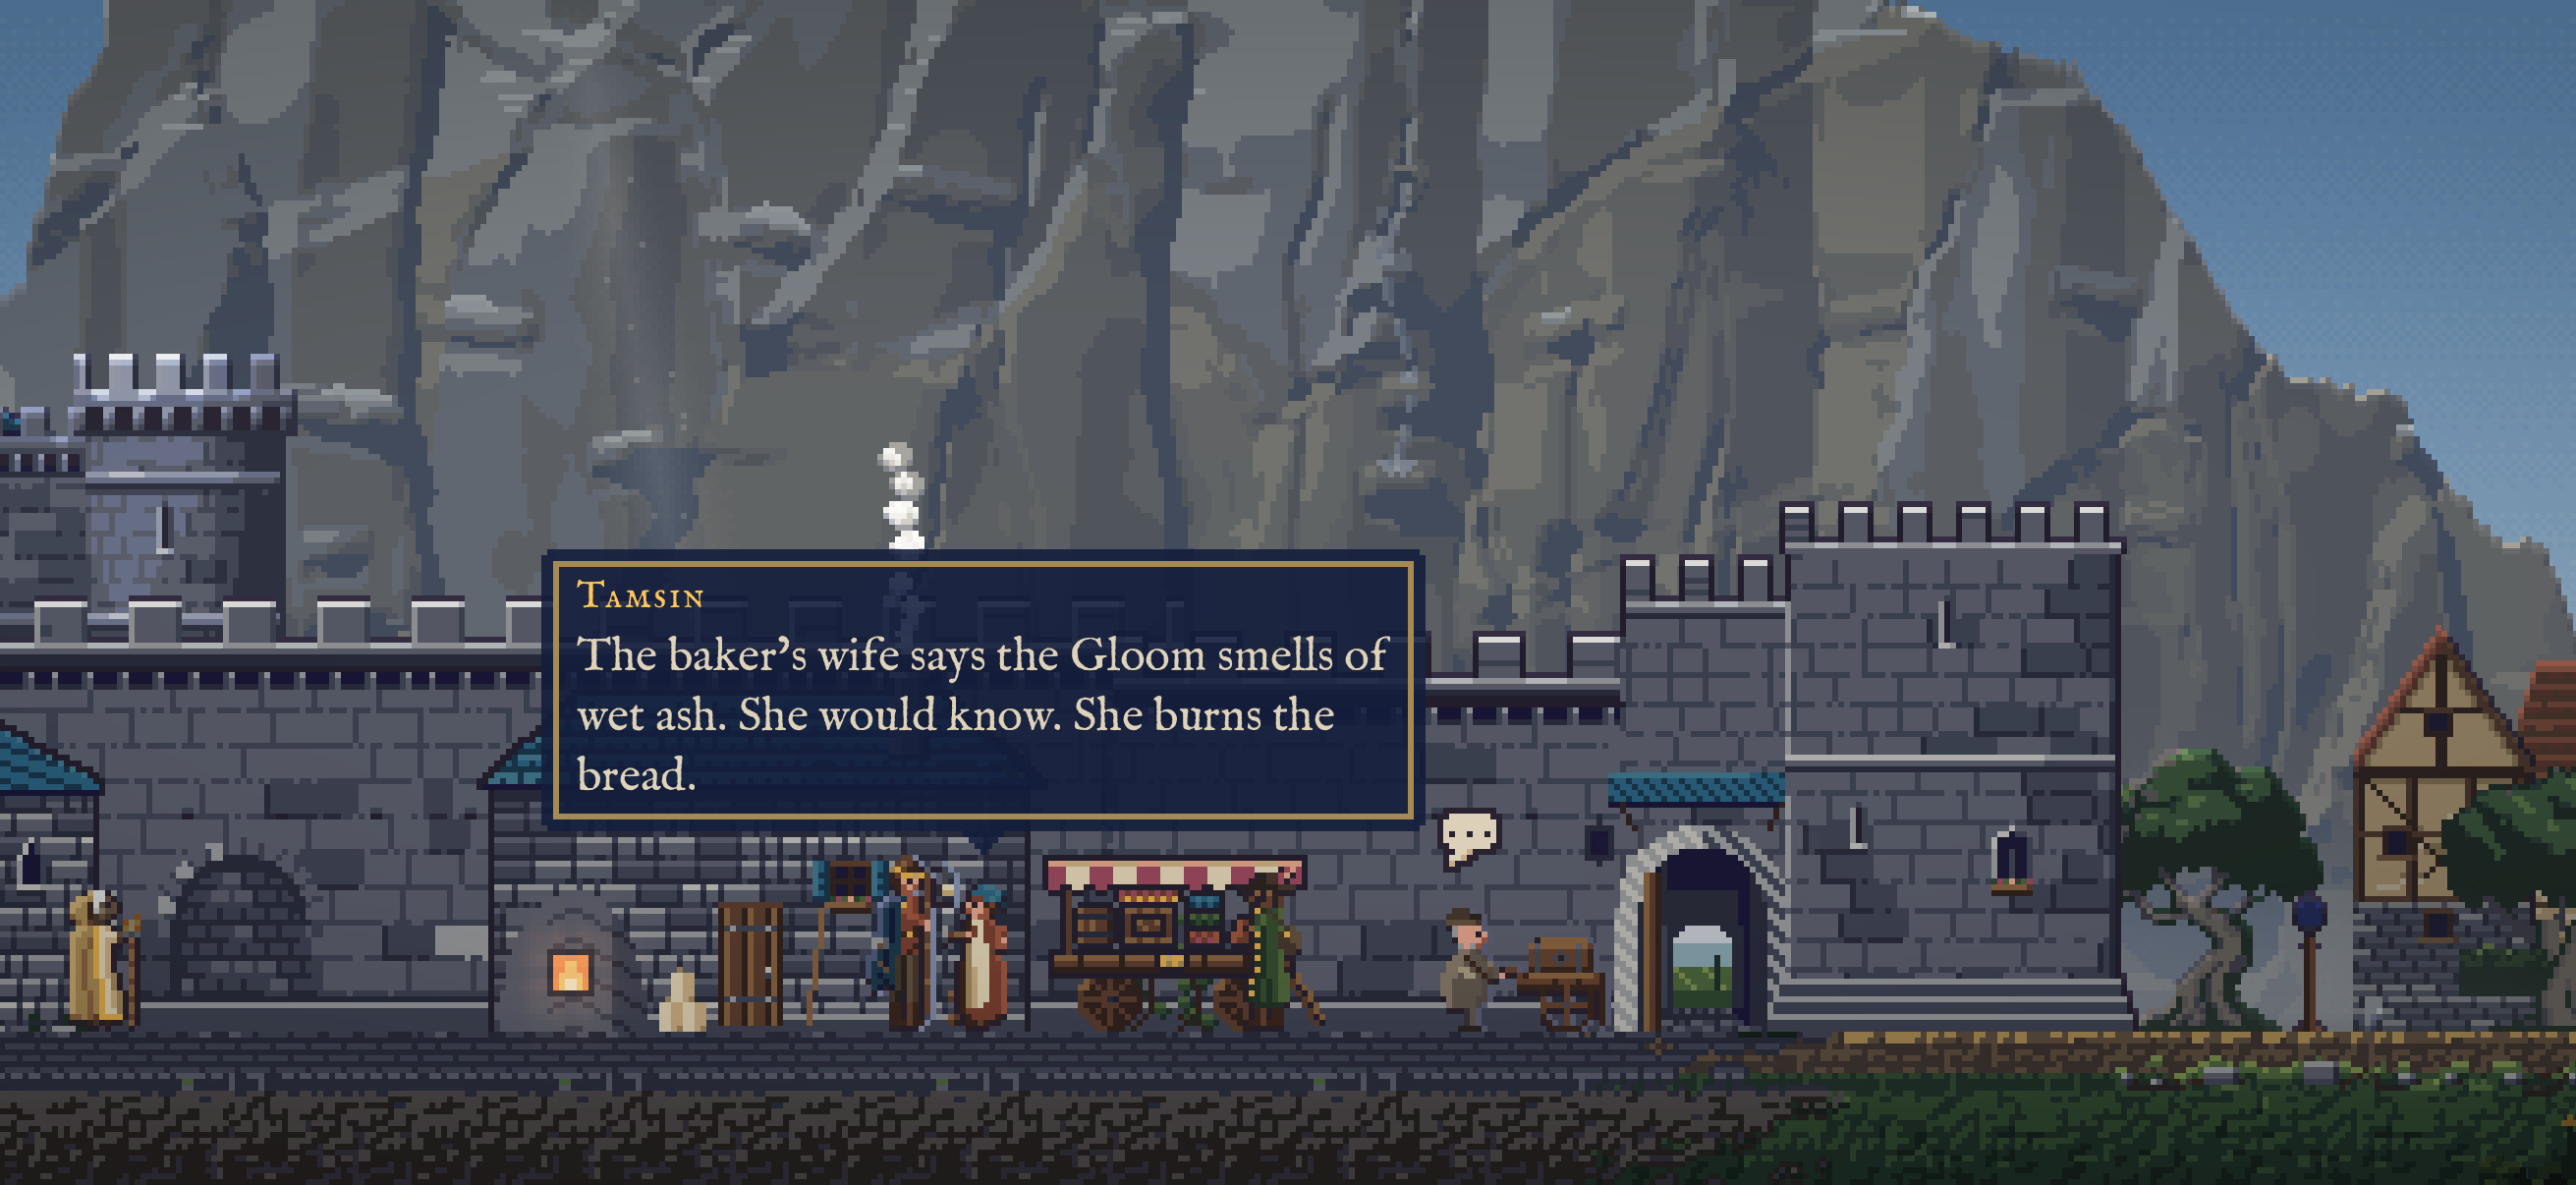 Tamsin
The baker’s wife says the Gloom smells of
wet ash. She would know. She burns the
bread.